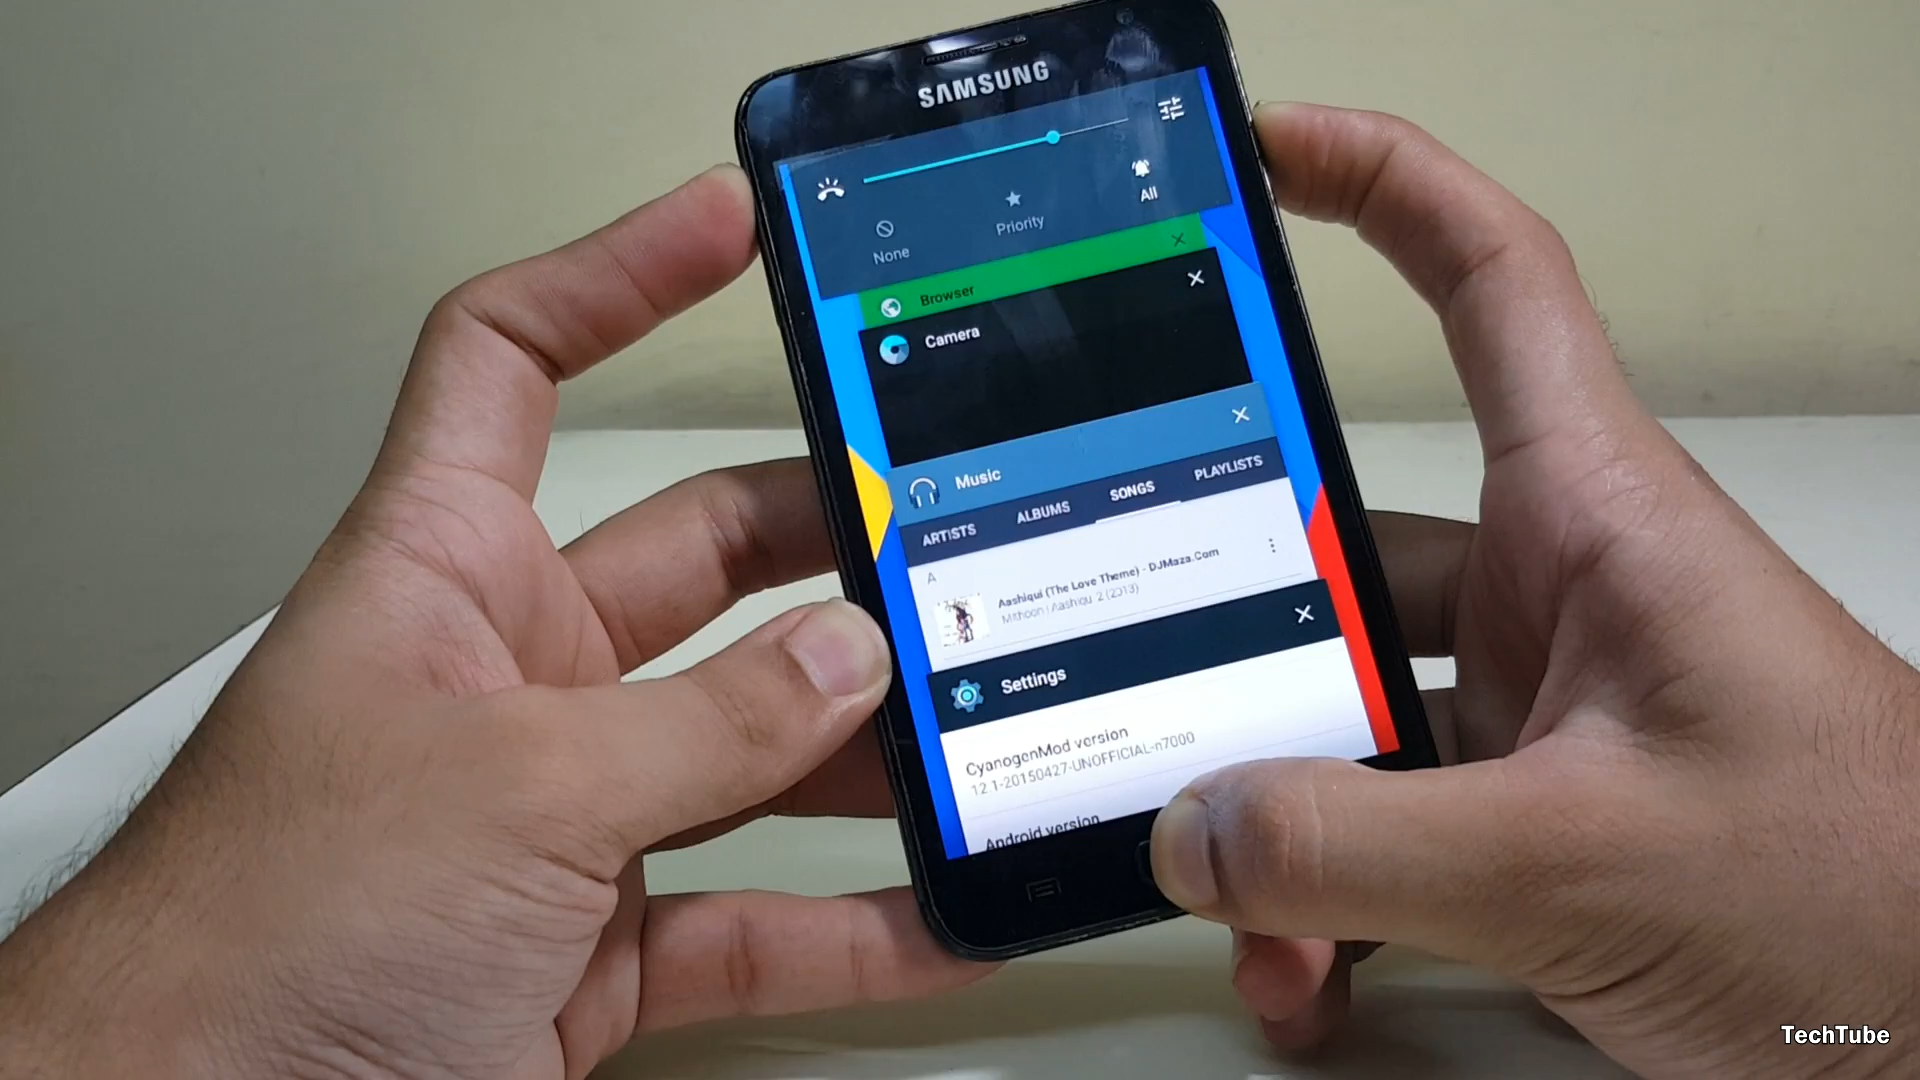 SAMSUNG
None
Priority
All
Browser
Camera
Music
ARTISTS
ALBUMS
SONGS
PLAYLISTS
A
Aashiqui (The Love Theme) - DJMaza.Com
Mithoon | Aashiqui 2 (2013)
Settings
CyanogenMod version
12.1-20150427-UNOFFICIAL-n7000
Android version
TechTube